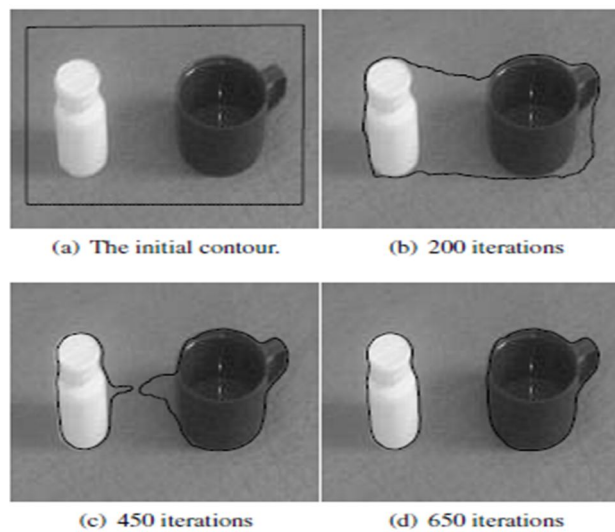 (a) The initial contour.
(b) 200 iterations
(c) 450 iterations
(d) 650 iterations